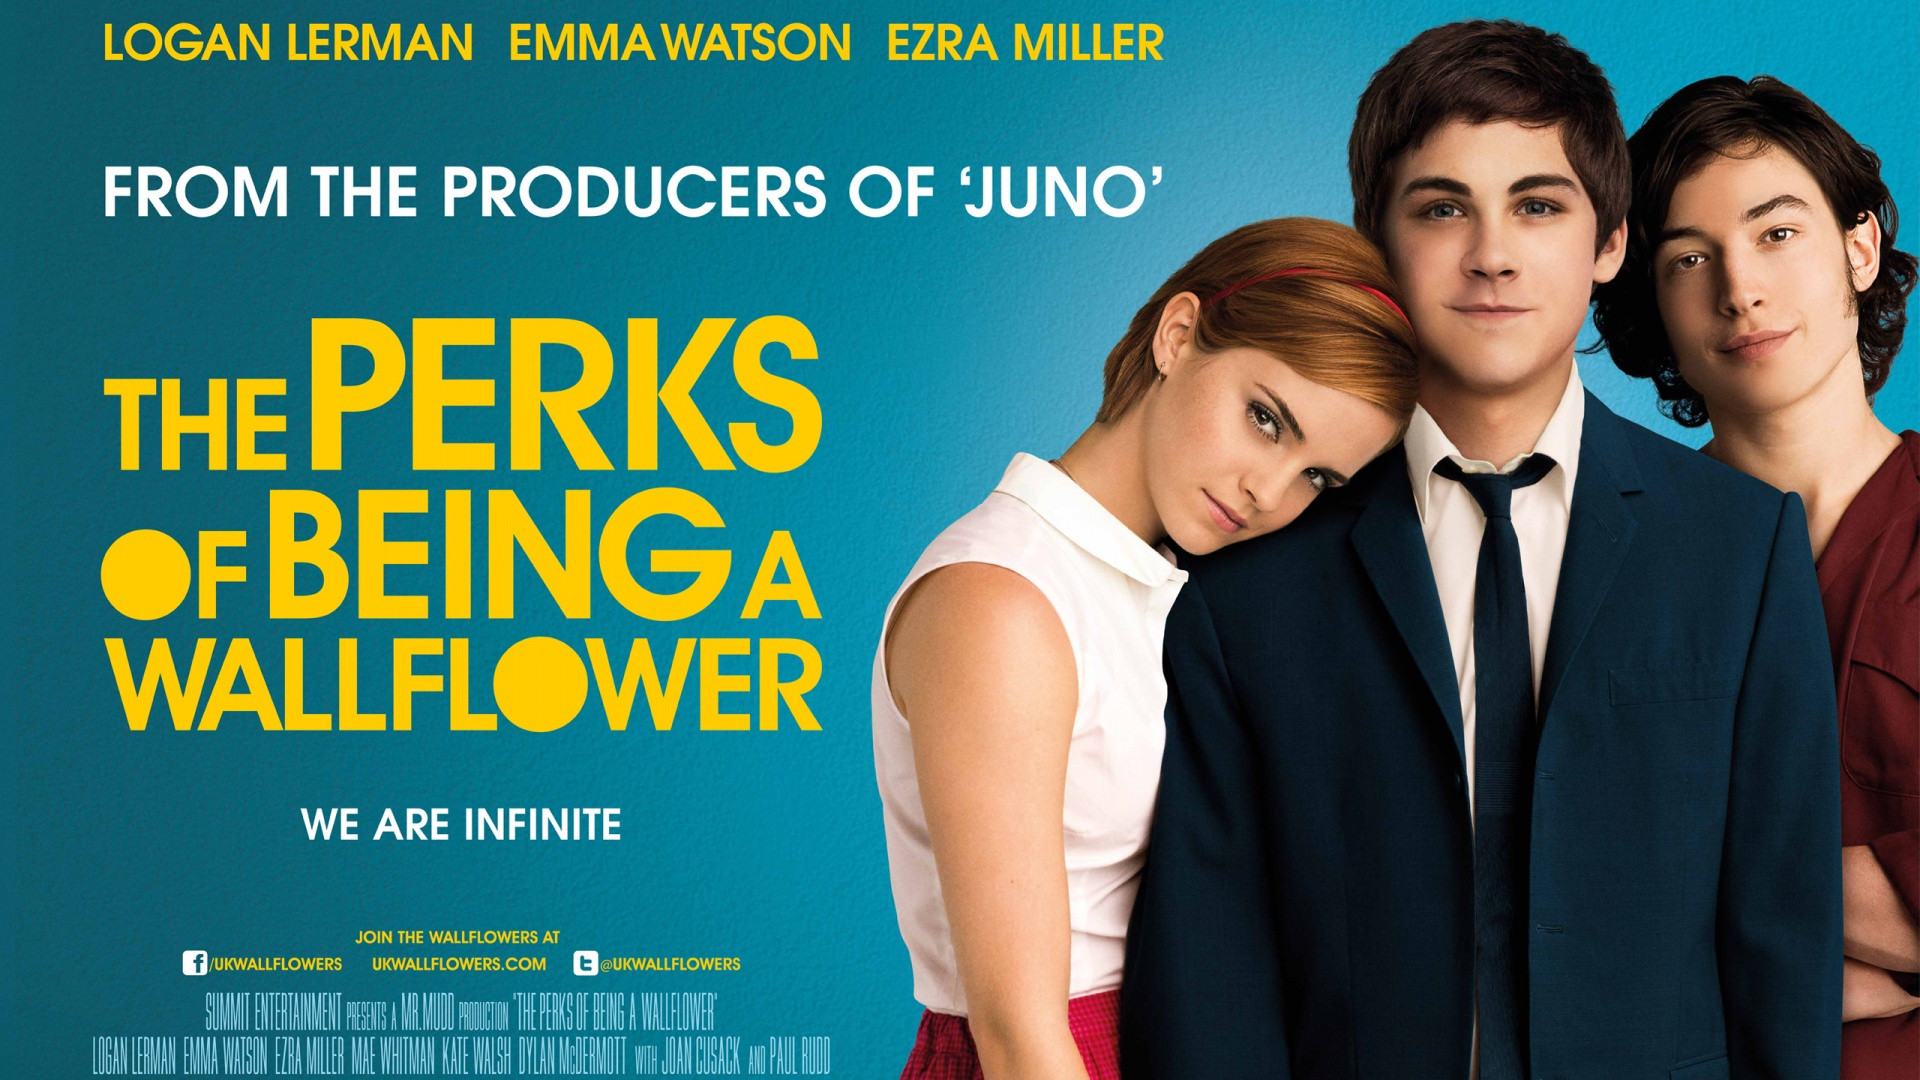 LOGAN LERMAN EMMA WATSON EZRA MILLER
FROM THE PRODUCERS OF ‘JUNO’
THE PERKS
OF BEING A
WALLFLOWER
WE ARE INFINITE
JOIN THE WALLFLOWERS AT
f/UKWALLFLOWERS UKWALLFLOWERS.COM t@UKWALLFLOWERS
SUMMIT ENTERTAINMENT PRESENTS A MR. MUDD PRODUCTION "THE PERKS OF BEING A WALLFLOWER"
LOGAN LERMAN EMMA WATSON EZRA MILLER MAE WHITMAN KATE WALSH DYLAN McDERMOTT WITH JOAN CUSACK AND PAUL RUDD